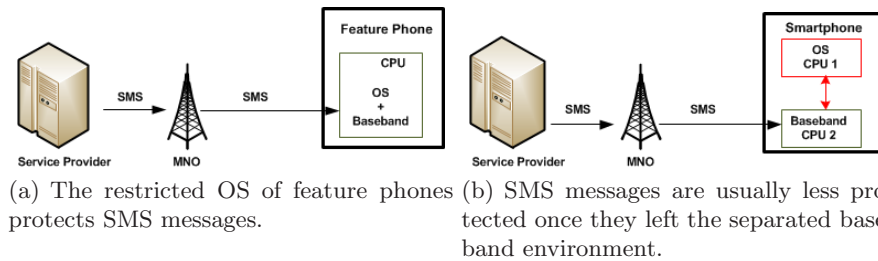 Feature Phone
CPU
OS
+
Baseband
SMS
SMS
Service Provider
MNO
(a) The restricted OS of feature phones
protects SMS messages.
Smartphone
OS
CPU 1
Baseband
CPU 2
SMS
SMS
Service Provider
MNO
(b) SMS messages are usually less pro
tected once they left the separated base
band environment.